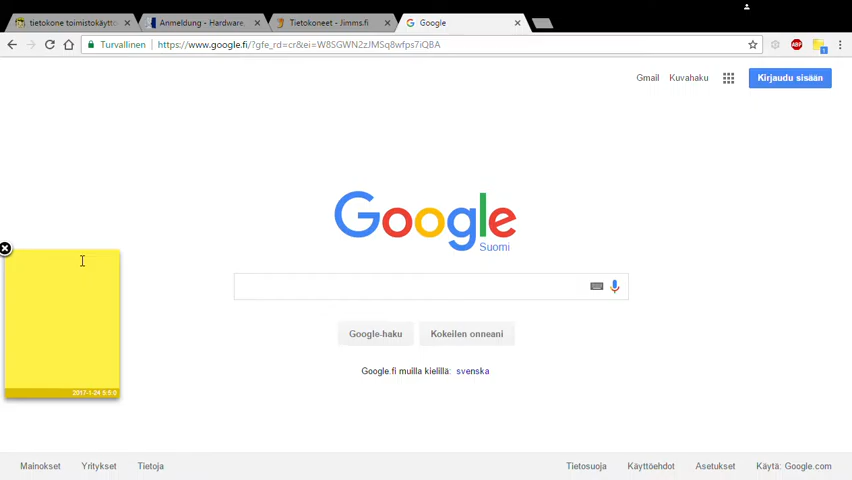 tietokone toimistokäyttö
Anmeldung - Hardware.
Tietokoneet - Jimms.fi
Google
Turvallinen
https://www.google.fi/?gfe_rd=cr&ei=W8SGWN2zJMSq8wfps7iQBA
ABP
1
Gmail
Kuvahaku
Kirjaudu sisään
Google
Suomi
Google-haku
Kokeilen onneani
Google.fi muilla kielillä: svenska
2017-1-24 5:5:0
Mainokset
Yritykset
Tietoja
Tietosuoja
Käyttöehdot
Asetukset
Käytä: Google.com